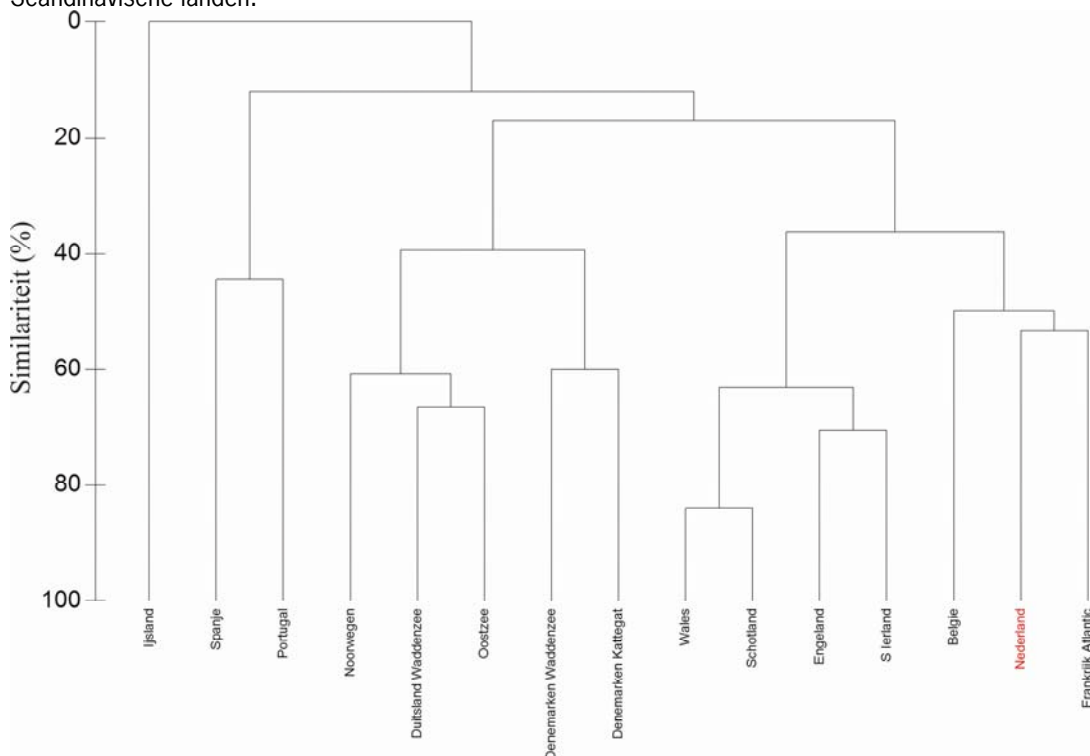 Scandinavische landen.
0
20
40
60
80
100
Similariteit (%)
Ijsland
Spanje
Portugal
Noorwegen
Duitsland Waddenzee
Oostzee
Denemarken Waddenzee
Denemarken Kattegat
Wales
Schotland
Engeland
S Ierland
Belgie
Nederland
Frankrijk Atlantic